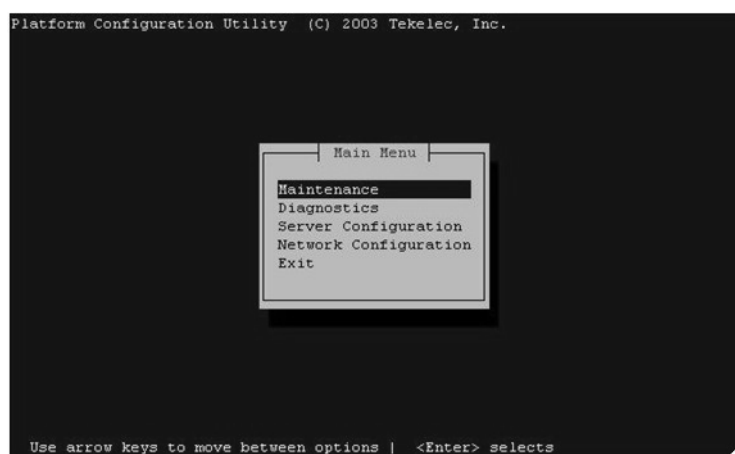 Platform Configuration Utility (C) 2003 Tekelec, Inc.
Main Menu
Maintenance
Diagnostics
Server Configuration
Network Configuration
Exit
Use arrow keys to move between options | <Enter> selects